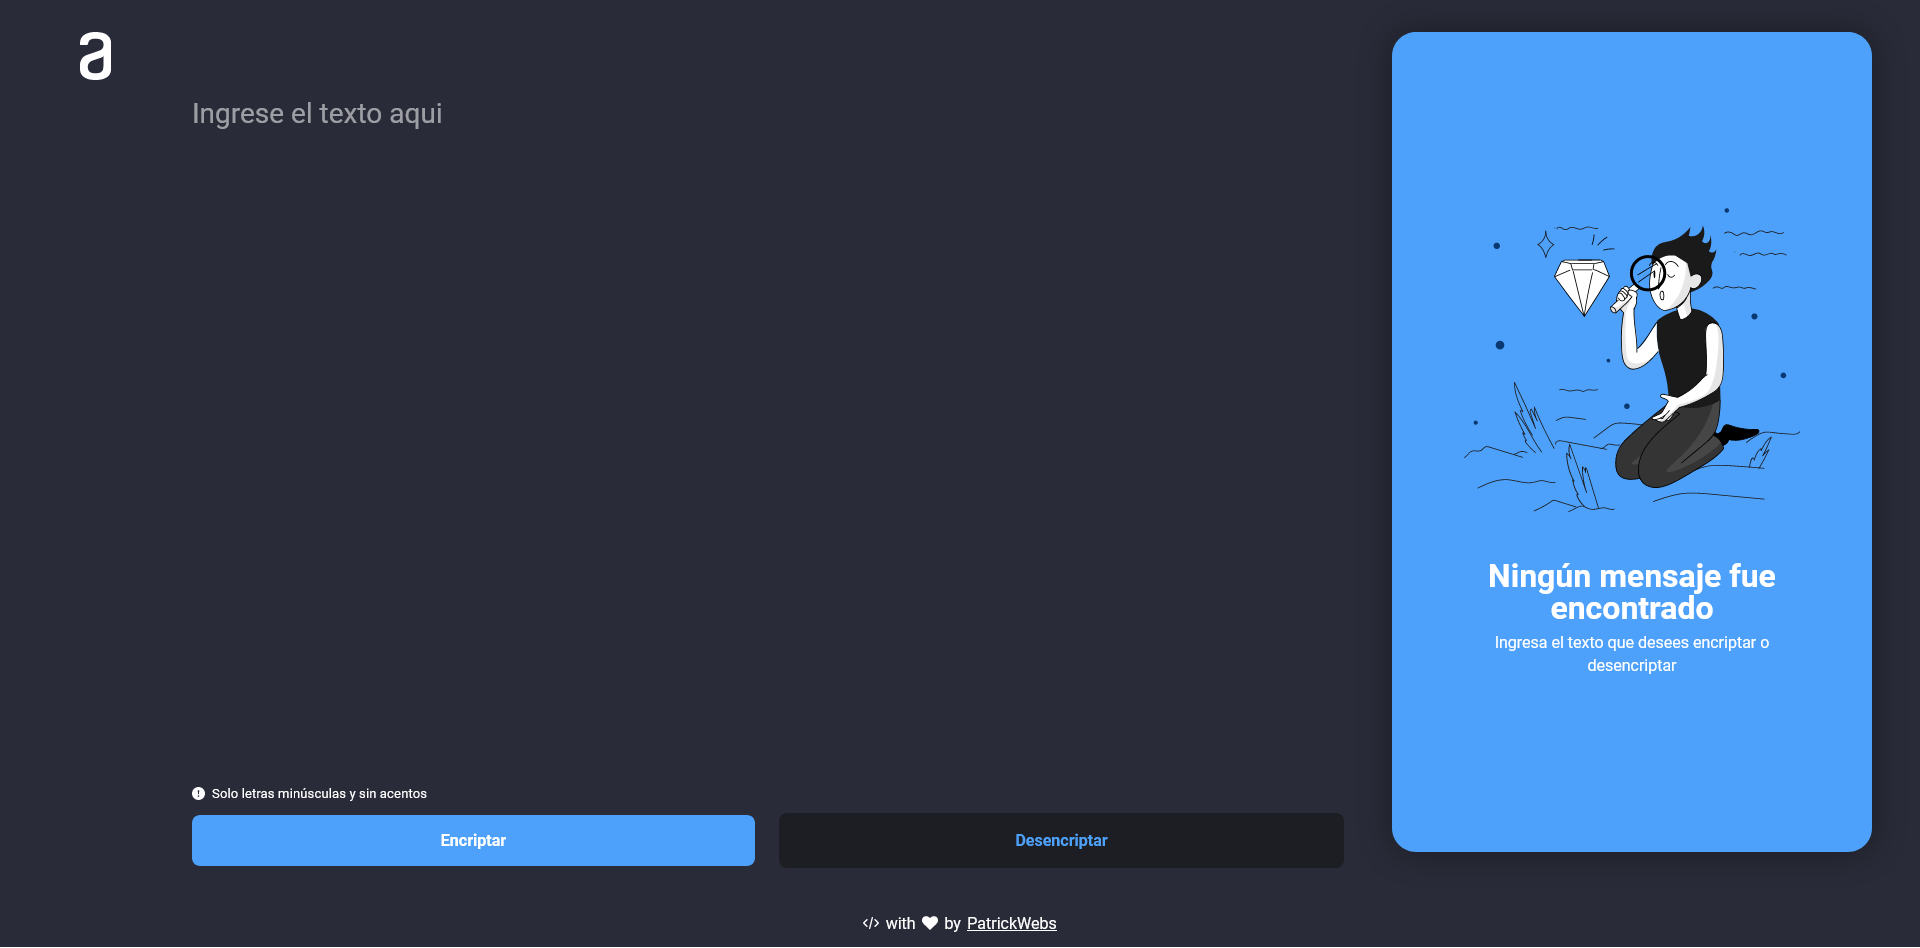 a
Ingrese el texto aqui
Ningún mensaje fue
encontrado
Ingresa el texto que desees encriptar o
desencriptar
Solo letras minúsculas y sin acentos
Encriptar
Desencriptar
</> with ♥ by PatrickWebs